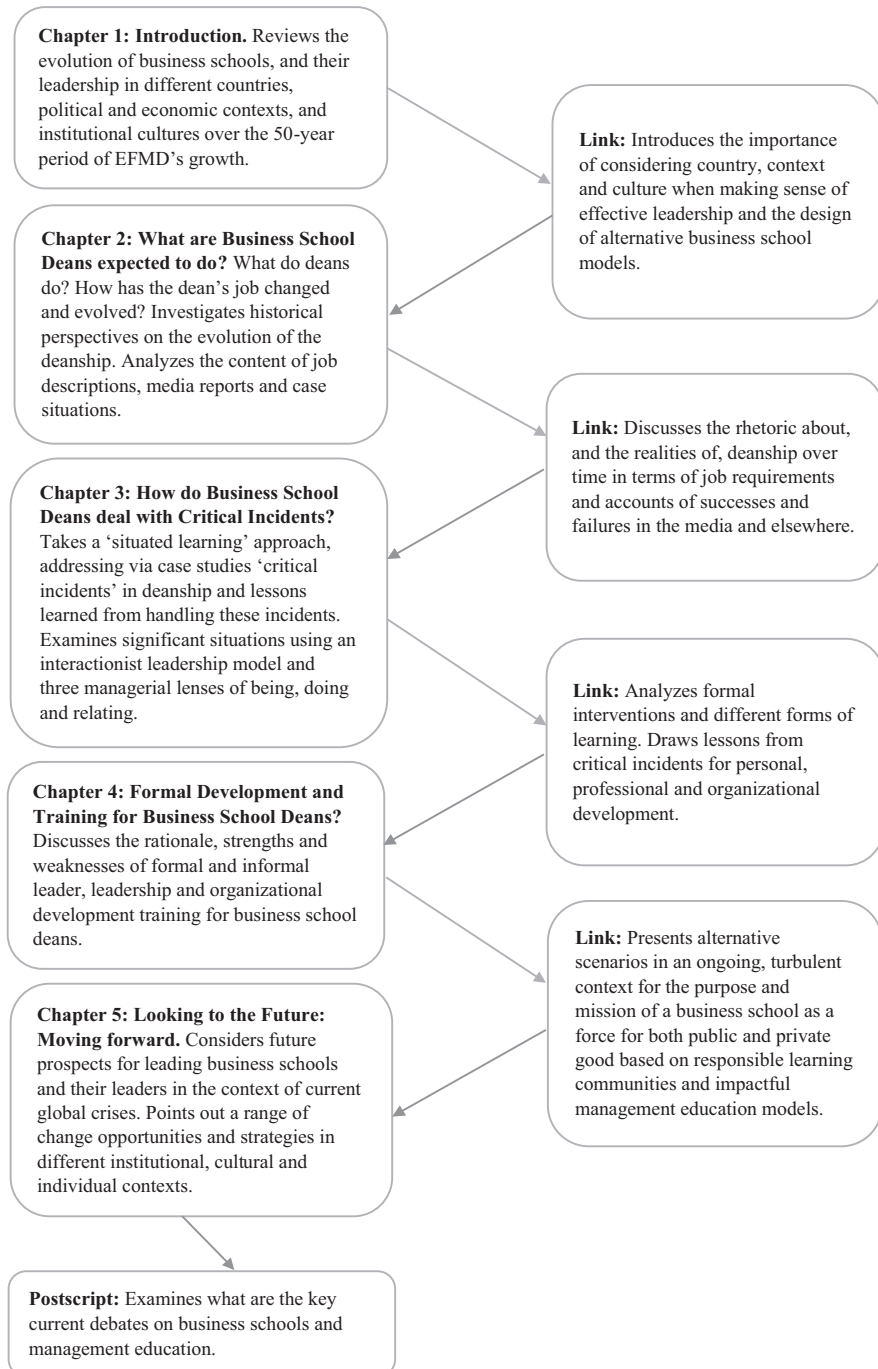 Chapter 1: Introduction. Reviews the
evolution of business schools, and their
leadership in different countries,
political and economic contexts, and
institutional cultures over the 50-year
period of EFMD's growth.
Link: Introduces the importance
of considering country, context
and culture when making sense of
effective leadership and the design
of alternative business school
models.
Chapter 2: What are Business School
Deans expected to do? What do deans
do? How has the dean's job changed
and evolved? Investigates historical
perspectives on the evolution of the
deanship. Analyzes the content of job
descriptions, media reports and case
situations.
Link: Discusses the rhetoric about,
and the realities of, deanship over
time in terms of job requirements
and accounts of successes and
failures in the media and elsewhere.
Chapter 3: How do Business School
Deans deal with Critical Incidents?
Takes a ‘situated learning’ approach,
addressing via case studies ‘critical
incidents’ in deanship and lessons
learned from handling these incidents.
Examines significant situations using an
interactionist leadership model and
three managerial lenses of being, doing
and relating.
Link: Analyzes formal
interventions and different forms of
learning. Draws lessons from
critical incidents for personal,
professional and organizational
development.
Chapter 4: Formal Development and
Training for Business School Deans?
Discusses the rationale, strengths and
weaknesses of formal and informal
leader, leadership and organizational
development training for business school
deans.
Link: Presents alternative
scenarios in an ongoing, turbulent
context for the purpose and
mission of a business school as a
force for both public and private
good based on responsible learning
communities and impactful
management education models.
Chapter 5: Looking to the Future:
Moving forward. Considers future
prospects for leading business schools
and their leaders in the context of current
global crises. Points out a range of
change opportunities and strategies in
different institutional, cultural and
individual contexts.
Postscript: Examines what are the key
current debates on business schools and
management education.